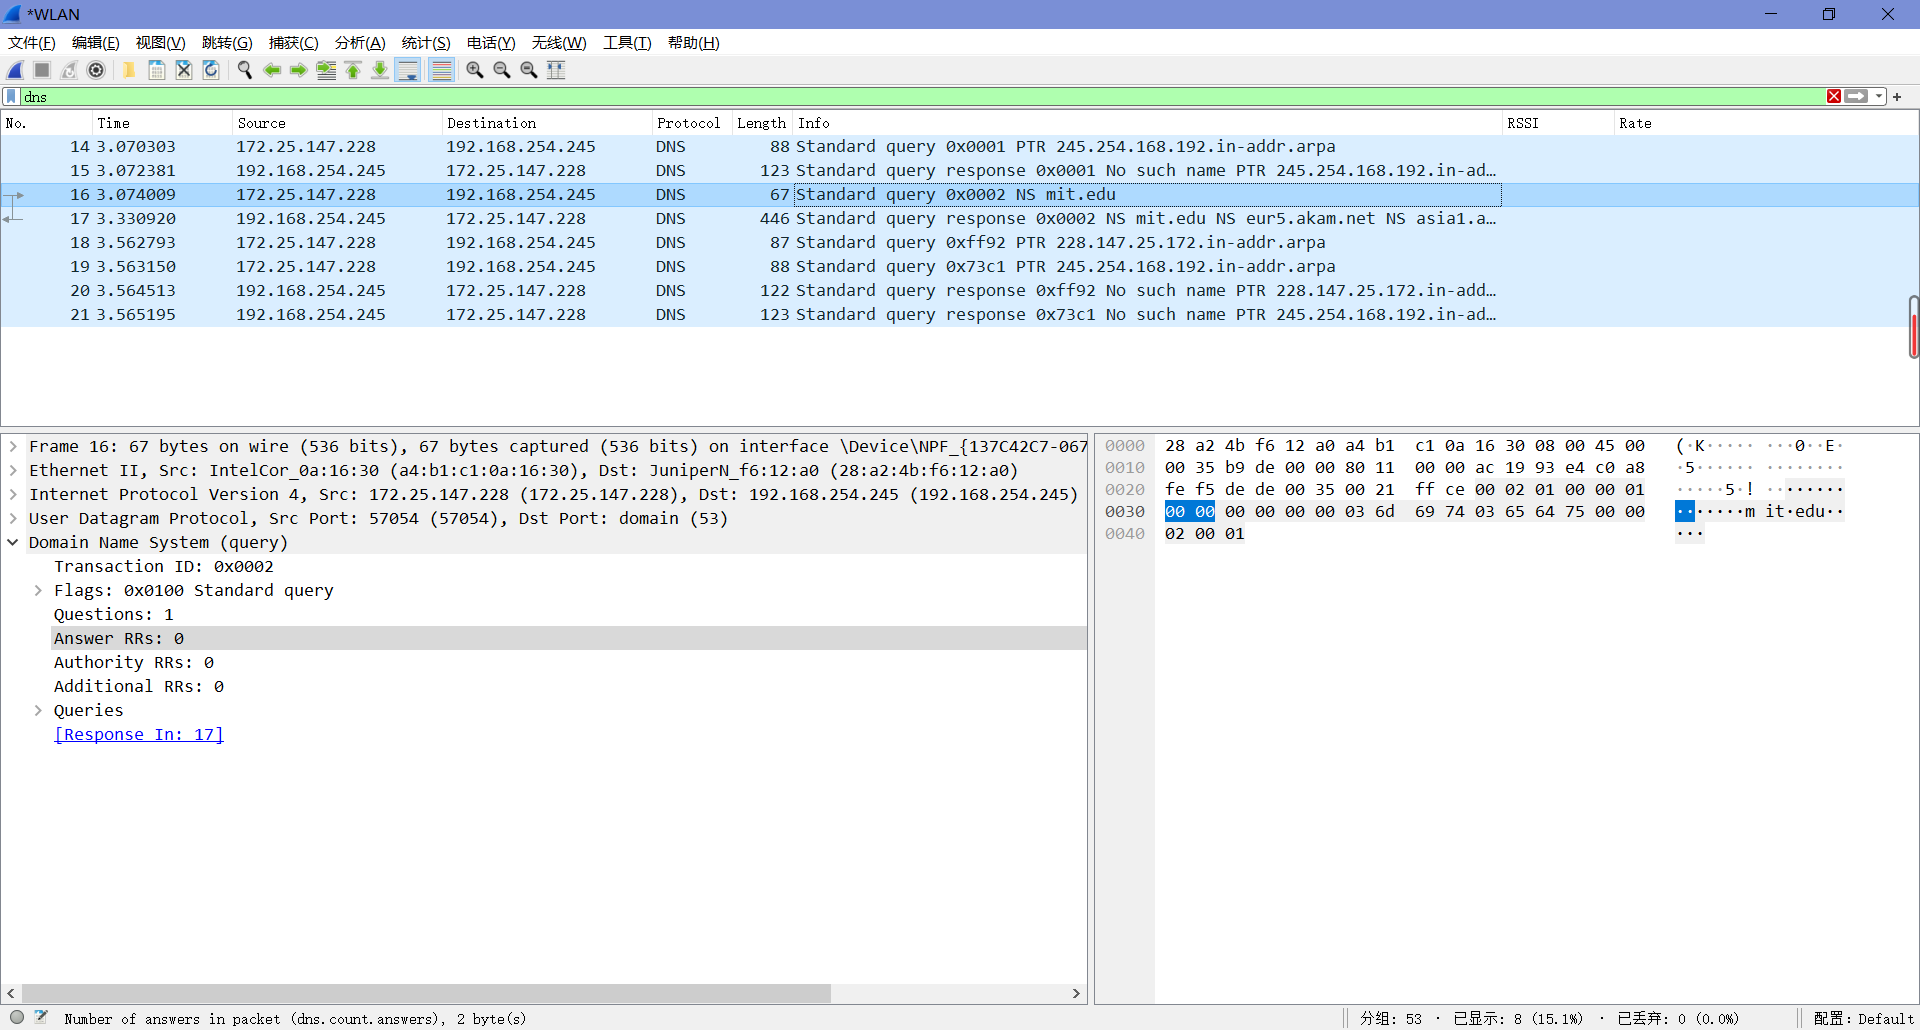 *WLAN
文件(F) 编辑(E) 视图(V) 跳转(G) 捕获(C) 分析(A) 统计(S) 电话(Y) 无线(W) 工具(T) 帮助(H)
dns
No. Time Source Destination Protocol Length Info RSSI Rate
14 3.070303 172.25.147.228 192.168.254.245 DNS 88 Standard query 0x0001 PTR 245.254.168.192.in-addr.arpa
15 3.072381 192.168.254.245 172.25.147.228 DNS 123 Standard query response 0x0001 No such name PTR 245.254.168.192.in-ad…
16 3.074009 172.25.147.228 192.168.254.245 DNS 67 Standard query 0x0002 NS mit.edu
17 3.330920 192.168.254.245 172.25.147.228 DNS 446 Standard query response 0x0002 NS mit.edu NS eur5.akam.net NS asia1.a…
18 3.562793 172.25.147.228 192.168.254.245 DNS 87 Standard query 0xff92 PTR 228.147.25.172.in-addr.arpa
19 3.563150 172.25.147.228 192.168.254.245 DNS 88 Standard query 0x73c1 PTR 245.254.168.192.in-addr.arpa
20 3.564513 192.168.254.245 172.25.147.228 DNS 122 Standard query response 0xff92 No such name PTR 228.147.25.172.in-add…
21 3.565195 192.168.254.245 172.25.147.228 DNS 123 Standard query response 0x73c1 No such name PTR 245.254.168.192.in-ad…
Frame 16: 67 bytes on wire (536 bits), 67 bytes captured (536 bits) on interface \Device\NPF_{137C42C7-067
Ethernet II, Src: IntelCor_0a:16:30 (a4:b1:c1:0a:16:30), Dst: JuniperN_f6:12:a0 (28:a2:4b:f6:12:a0)
Internet Protocol Version 4, Src: 172.25.147.228 (172.25.147.228), Dst: 192.168.254.245 (192.168.254.245)
User Datagram Protocol, Src Port: 57054 (57054), Dst Port: domain (53)
Domain Name System (query)
Transaction ID: 0x0002
Flags: 0x0100 Standard query
Questions: 1
Answer RRs: 0
Authority RRs: 0
Additional RRs: 0
Queries
[Response In: 17]
0000 28 a2 4b f6 12 a0 a4 b1 c1 0a 16 30 08 00 45 00 (·K····· ···0··E·
0010 00 35 b9 de 00 00 80 11 00 00 ac 19 93 e4 c0 a8 ·5······ ········
0020 fe f5 de de 00 35 00 21 ff ce 00 02 01 00 00 01 ·····5·! ········
0030 00 00 00 00 00 00 03 6d 69 74 03 65 64 75 00 00 ·······m it·edu··
0040 02 00 01 ···
Number of answers in packet (dns.count.answers), 2 byte(s)
分组: 53 · 已显示: 8 (15.1%) · 已丢弃: 0 (0.0%)
配置: Default